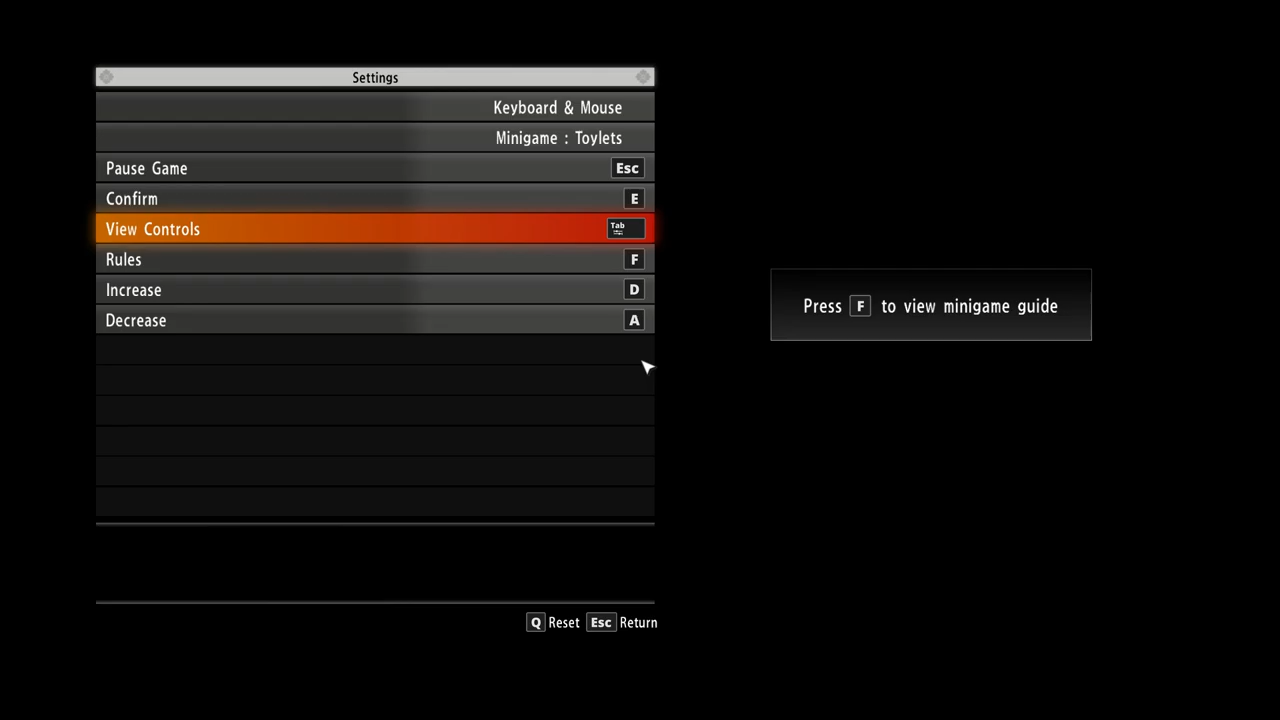 Settings
Keyboard & Mouse
Minigame : Toylets
Pause Game Esc
Confirm E
View Controls Tab
Rules F
Increase D
Decrease A
Press F to view minigame guide
Q Reset Esc Return